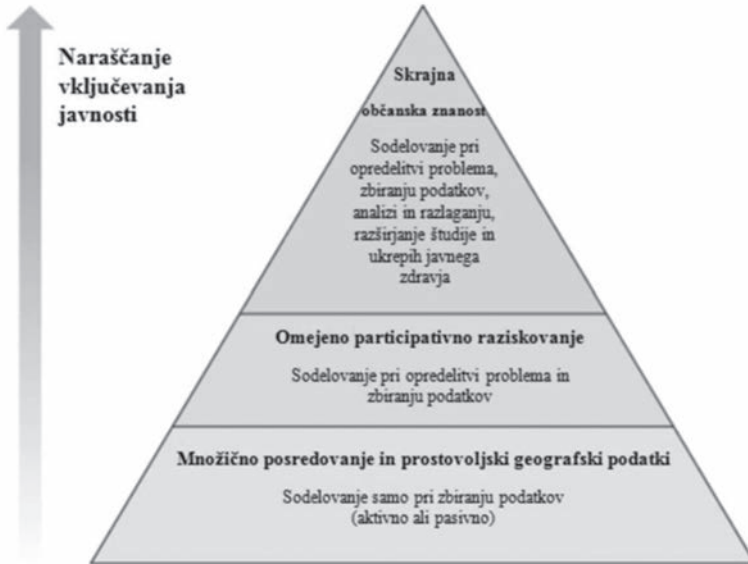 Naraščanje
vključevanja
javnosti
Skrajna
občanska znanost
Sodelovanje pri
opredelitvi problema,
zbiranju podatkov,
analizi in razlaganju,
razširjanje študije in
ukrepih javnega
zdravja
Omejeno participativno raziskovanje
Sodelovanje pri opredelitvi problema in
zbiranju podatkov
Množično posredovanje in prostovoljski geografski podatki
Sodelovanje samo pri zbiranju podatkov
(aktivno ali pasivno)